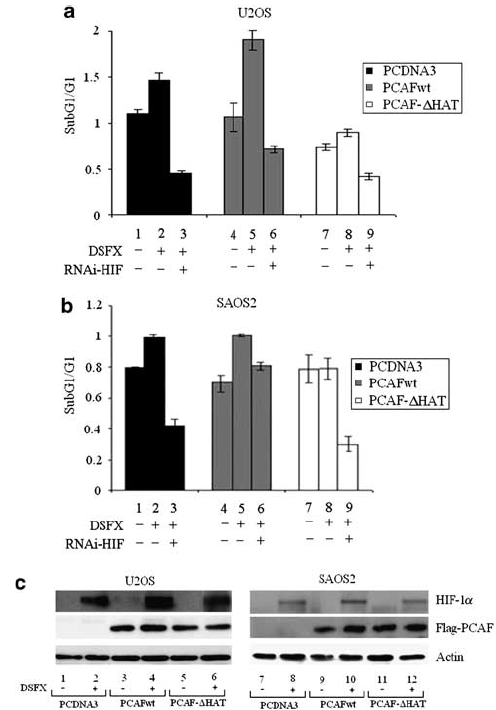 a
U2OS
SubG1/G1
2
1.5
1
0.5
0
PCDNA3
PCAFwt
PCAF-ΔHAT
1 2 3 4 5 6 7 8 9
DSFX - + + - + + - + +
RNAi-HIF + + +
b
SAOS2
SubG1/G1
1.2
1
0.8
0.6
0.4
0.2
0
PCDNA3
PCAFwt
PCAF-ΔHAT
1 2 3 4 5 6 7 8 9
DSFX - + + - + + - + +
RNAi-HIF + + +
c
U2OS SAOS2
HIF-1α
Flag-PCAF
Actin
1 2 3 4 5 6 7 8 9 10 11 12
DSFX - + - + - + - + - + - +
PCDNA3 PCAFwt PCAF-ΔHAT PCDNA3 PCAFwt PCAF-ΔHAT